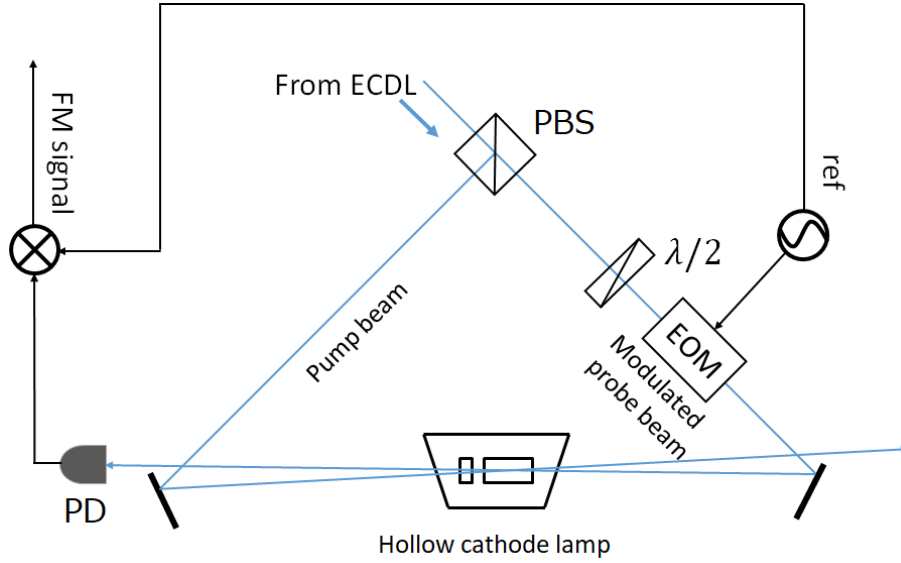 From ECDL
PBS
FM signal
ref
λ/2
Pump beam
EOM
Modulated
probe beam
PD
Hollow cathode lamp